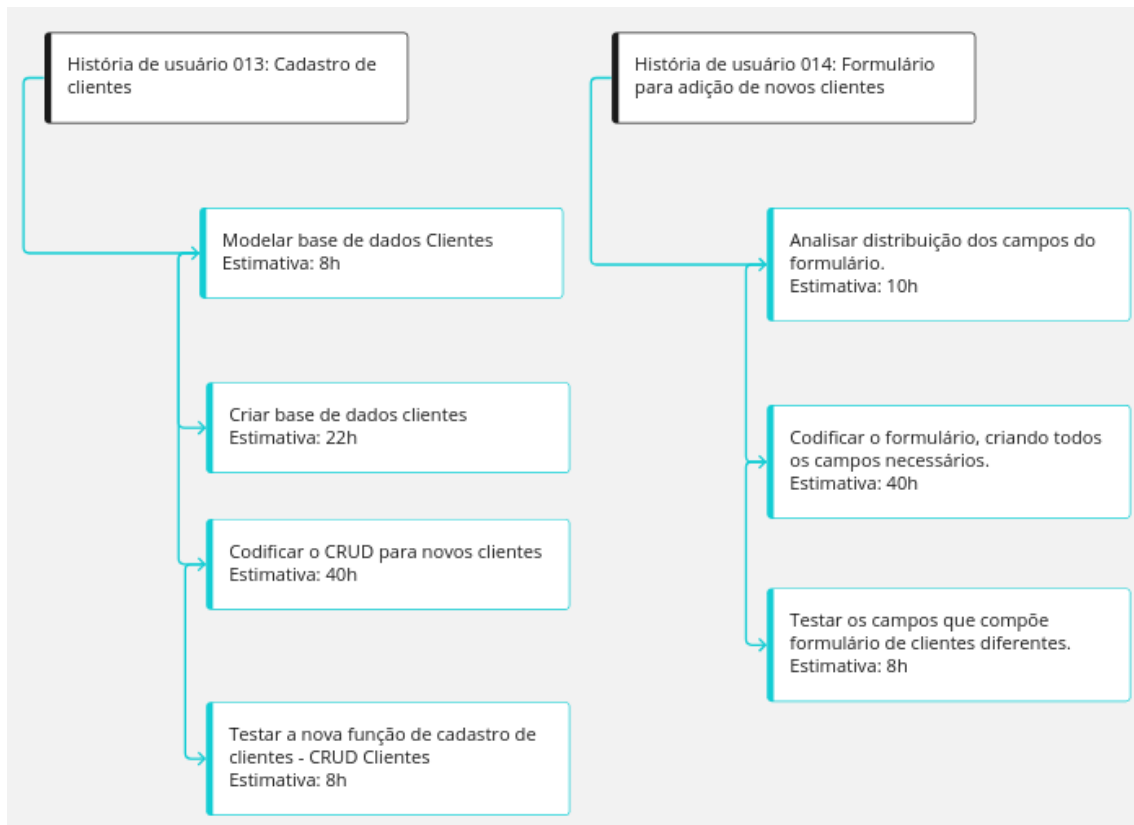 História de usuário 013: Cadastro de
clientes
Modelar base de dados Clientes
Estimativa: 8h
Criar base de dados clientes
Estimativa: 22h
Codificar o CRUD para novos clientes
Estimativa: 40h
Testar a nova função de cadastro de
clientes - CRUD Clientes
Estimativa: 8h
História de usuário 014: Formulário
para adição de novos clientes
Analisar distribuição dos campos do
formulário.
Estimativa: 10h
Codificar o formulário, criando todos
os campos necessários.
Estimativa: 40h
Testar os campos que compõe
formulário de clientes diferentes.
Estimativa: 8h